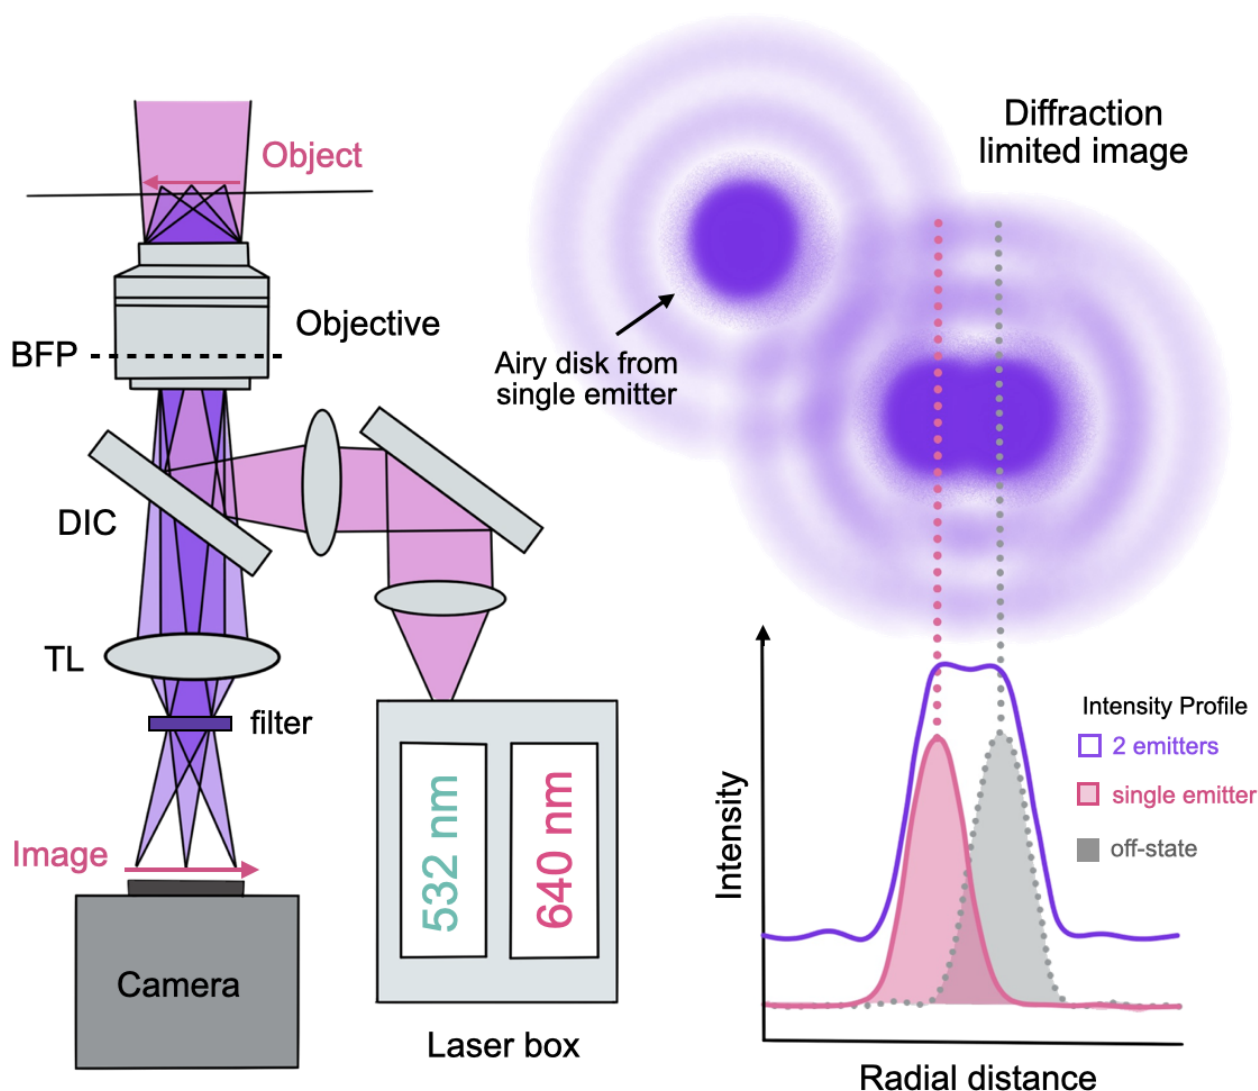 Object
Objective
BFP
DIC
TL
filter
Image
Camera
532 nm
640 nm
Laser box
Diffraction
limited image
Airy disk from
single emitter
Intensity Profile
2 emitters
single emitter
off-state
Intensity
Radial distance